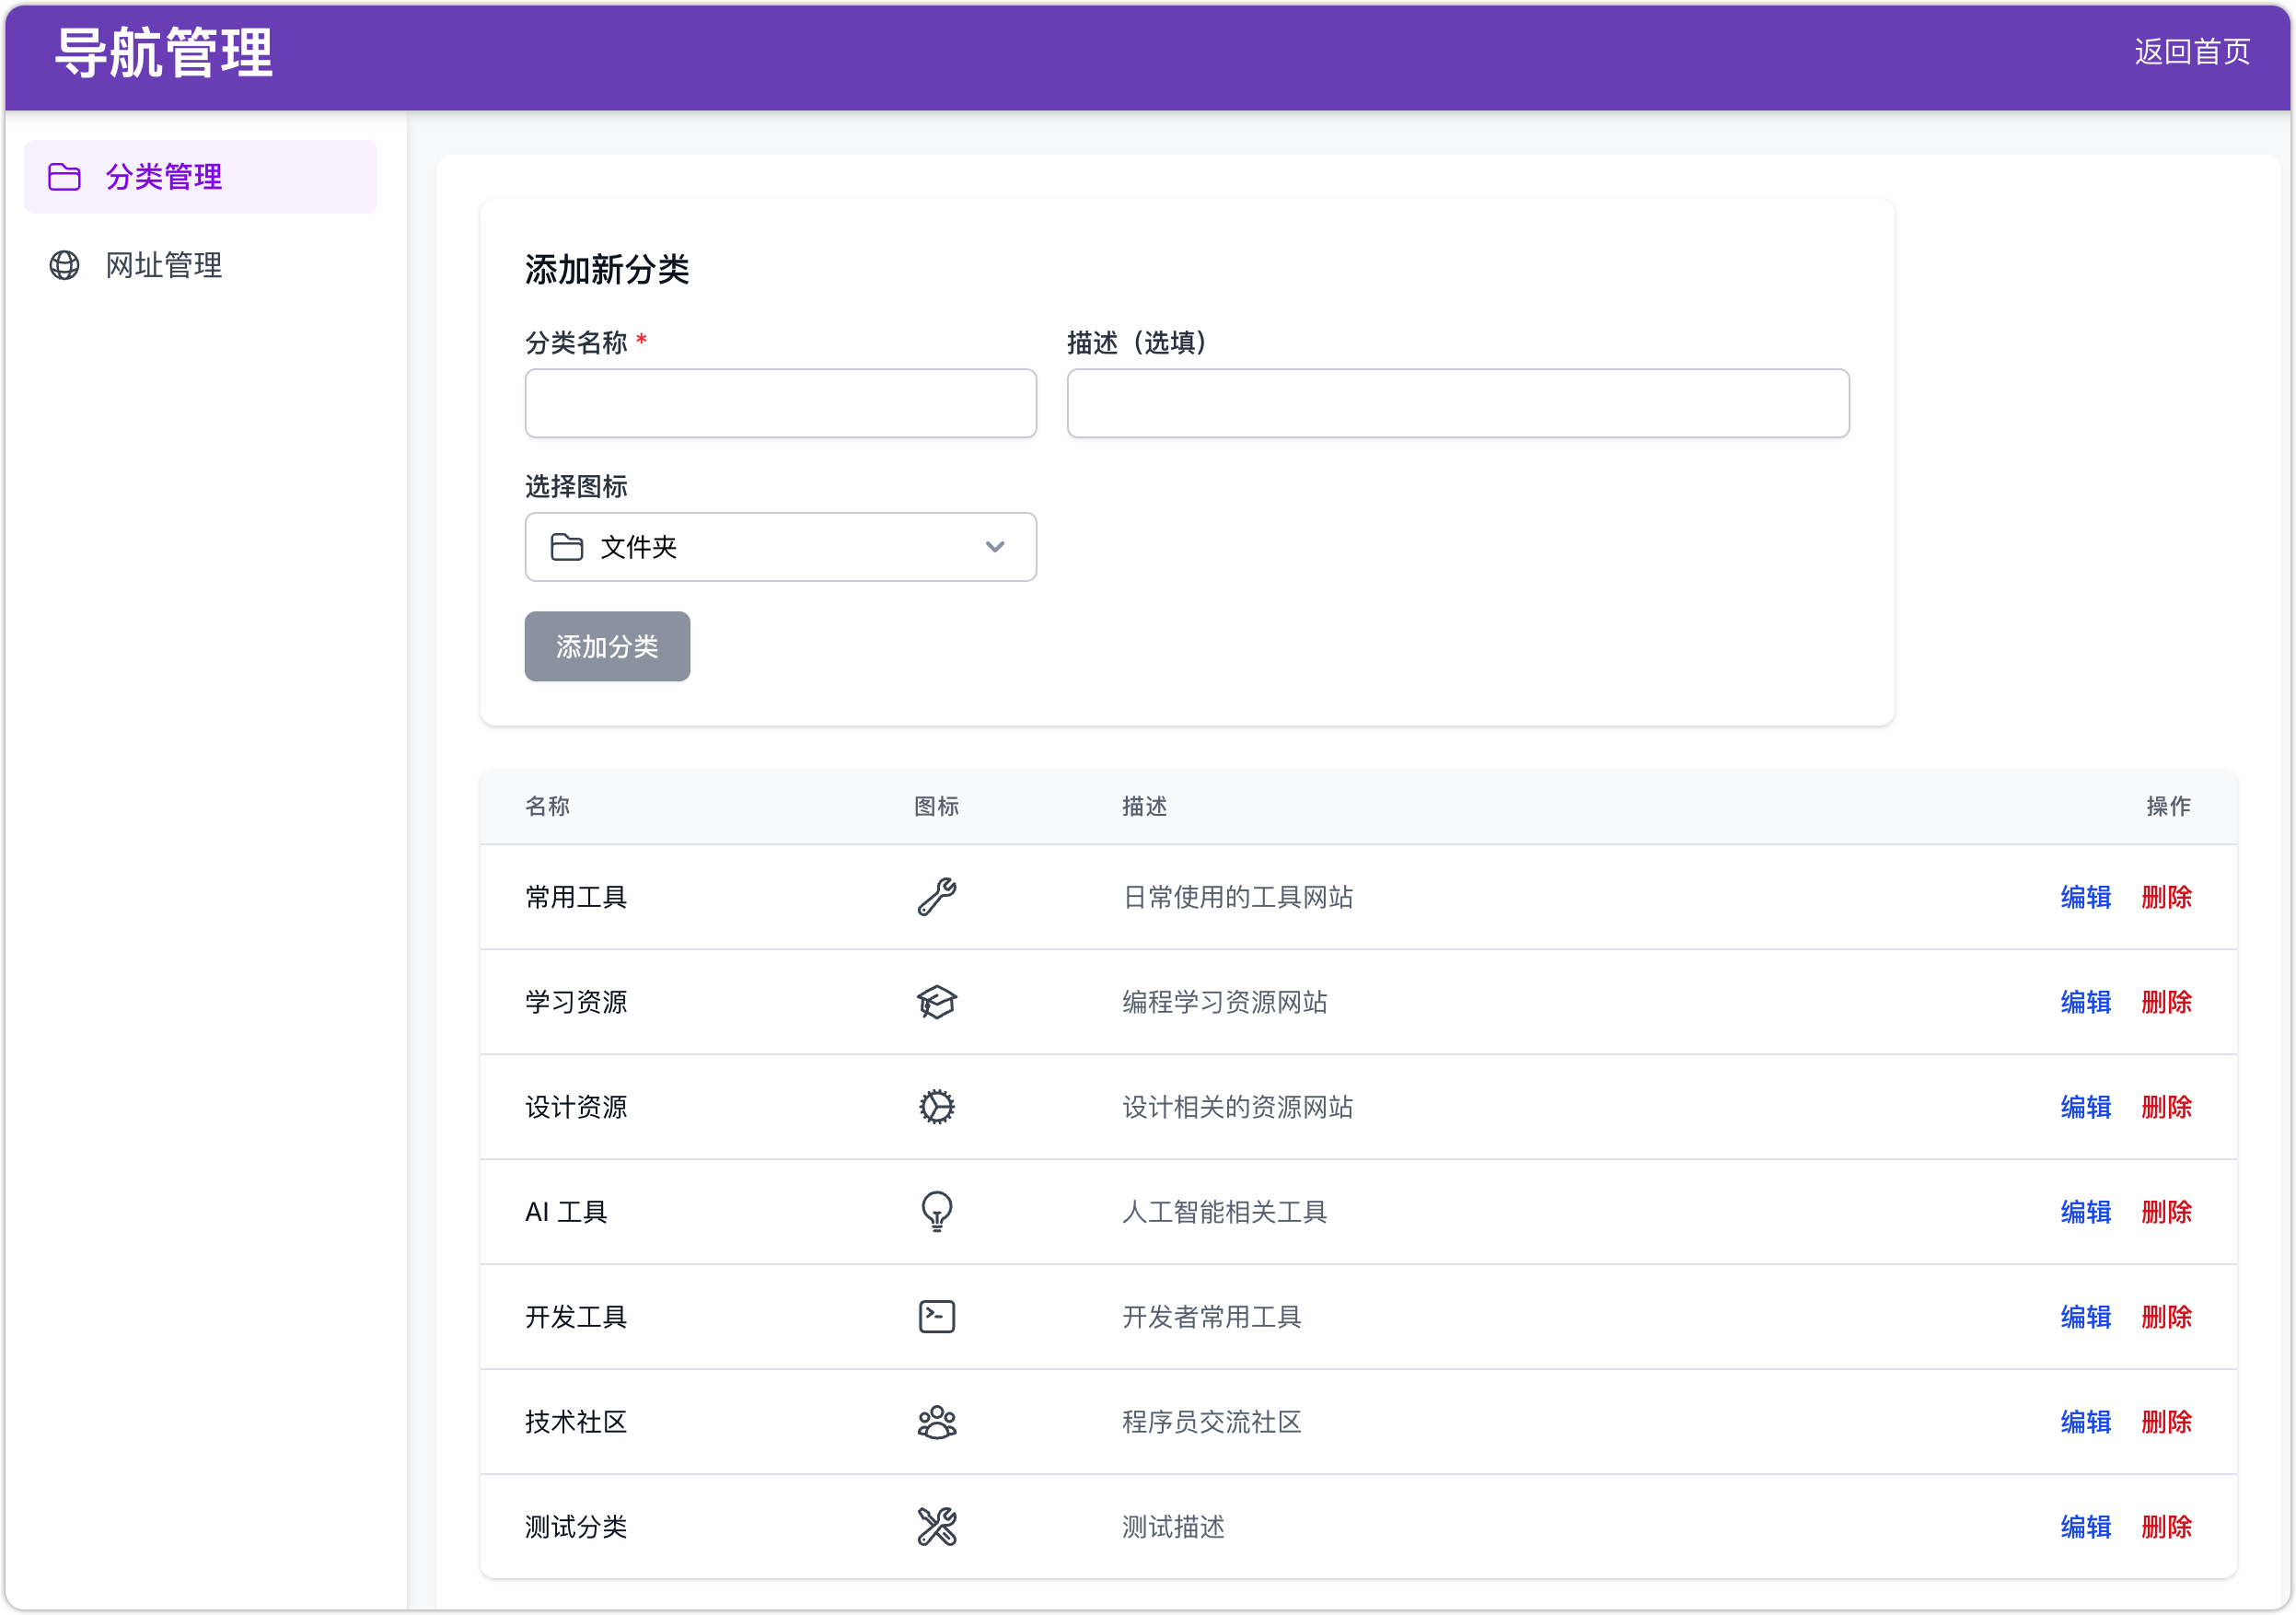 导航管理
返回首页
分类管理
网址管理
添加新分类
分类名称 *
描述（选填）
选择图标
文件夹
添加分类
名称 图标 描述 操作
常用工具 日常使用的工具网站 编辑 删除
学习资源 编程学习资源网站 编辑 删除
设计资源 设计相关的资源网站 编辑 删除
AI 工具 人工智能相关工具 编辑 删除
开发工具 开发者常用工具 编辑 删除
技术社区 程序员交流社区 编辑 删除
测试分类 测试描述 编辑 删除